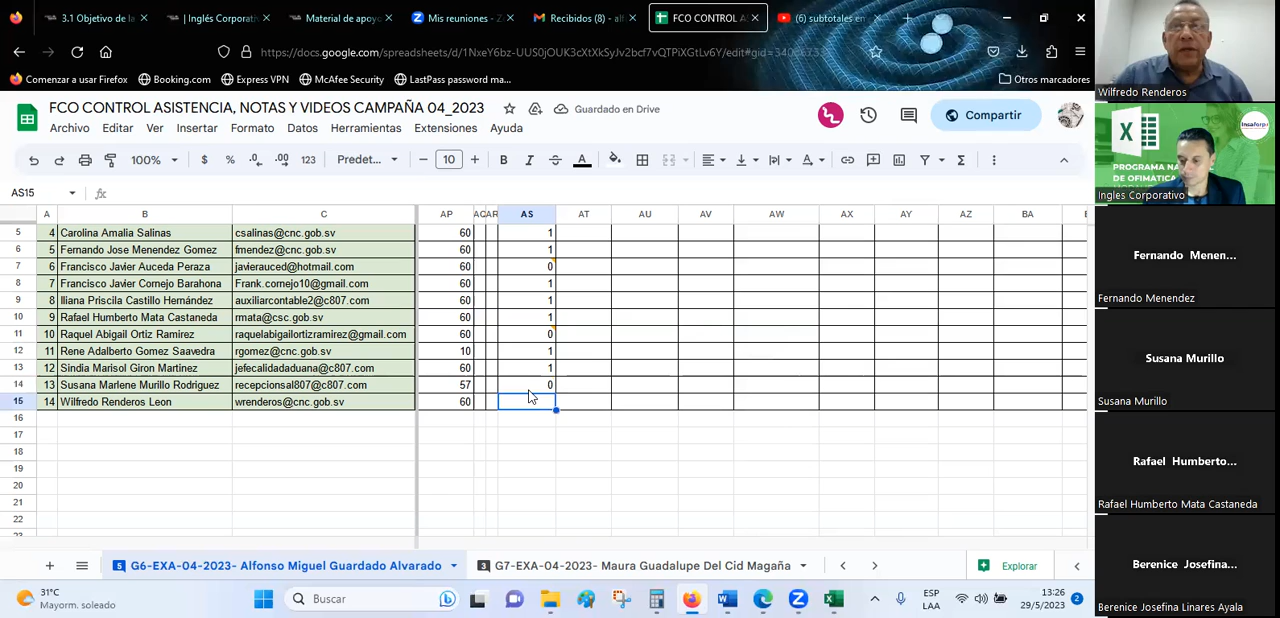 3.1 Objetivo de la
| Inglés Corporativ
Material de apoyo
Mis reuniones - Z
Recibidos (8) - alf
FCO CONTROL A
(6) subtotales en
https://docs.google.com/spreadsheets/d/1NxeY6bz-UUS0jOUK3cXtXkSyJv2bcf7vQTPiXGtLv6Y/edit#gid=340
Comenzar a usar Firefox
Booking.com
Express VPN
McAfee Security
LastPass password ma...
Otros marcadores
FCO CONTROL ASISTENCIA, NOTAS Y VIDEOS CAMPAÑA 04_2023
Guardado en Drive
Archivo Editar Ver Insertar Formato Datos Herramientas Extensiones Ayuda
Compartir
100% $ % .0 .00 123 Predet... − 10 + B I A
AS15 fx
A B C AP AQ AR AS AT AU AV AW AX AY AZ BA
5 4 Carolina Amalia Salinas csalinas@cnc.gob.sv 60 1
6 5 Fernando Jose Menendez Gomez fmendez@cnc.gob.sv 60 1
7 6 Francisco Javier Auceda Peraza javierauced@hotmail.com 60 0
8 7 Francisco Javier Cornejo Barahona Frank.cornejo10@gmail.com 60 1
9 8 Iliana Priscila Castillo Hernández auxiliarcontable2@c807.com 60 1
10 9 Rafael Humberto Mata Castaneda rmata@csc.gob.sv 60 1
11 10 Raquel Abigail Ortiz Ramirez raquelabigailortizramirez@gmail.com 60 0
12 11 Rene Adalberto Gomez Saavedra rgomez@cnc.gob.sv 10 1
13 12 Sindia Marisol Giron Martinez jefecalidadaduana@c807.com 60 1
14 13 Susana Marlene Murillo Rodriguez recepcionsal807@c807.com 57 0
15 14 Wilfredo Renderos Leon wrenderos@cnc.gob.sv 60
16
17
18
19
20
21
22
5 G6-EXA-04-2023- Alfonso Miguel Guardado Alvarado
3 G7-EXA-04-2023- Maura Guadalupe Del Cid Magaña
Explorar
31°C
Mayorm. soleado
Buscar
ESP
LAA
13:26
29/5/2023
2
Wilfredo Renderos
Insaforp
PROGRAMA NA
DE OFIMÁTICA
Ingles Corporativo
Fernando Menen...
Fernando Menendez
Susana Murillo
Susana Murillo
Rafael Humberto...
Rafael Humberto Mata Castaneda
Berenice Josefina...
Berenice Josefina Linares Ayala